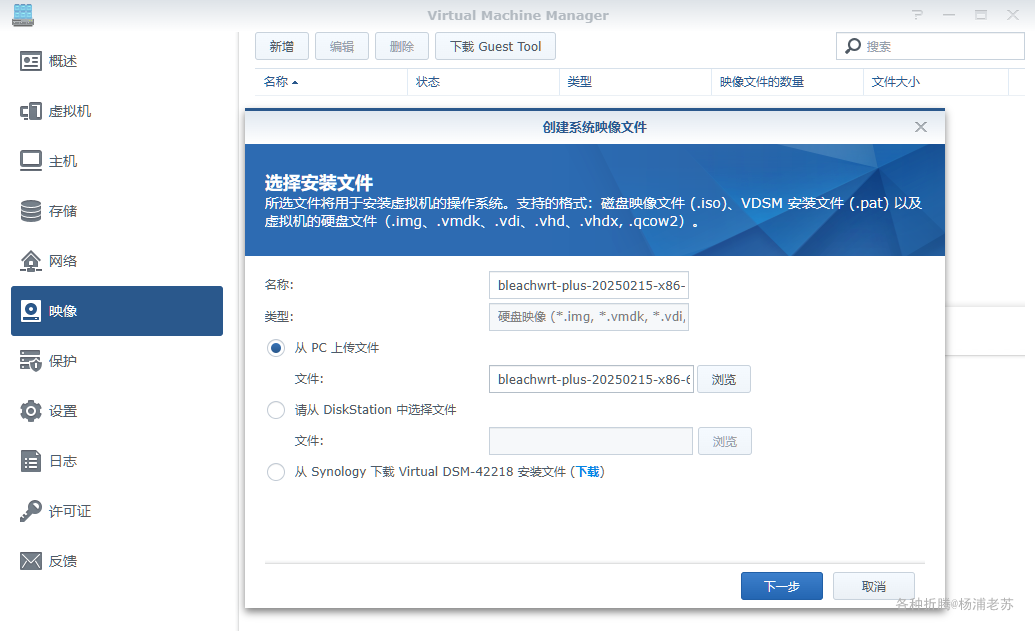 Virtual Machine Manager
概述
虚拟机
主机
存储
网络
映像
保护
设置
日志
许可证
反馈
新增 编辑 删除 下载 Guest Tool 搜索
名称 状态 类型 映像文件的数量 文件大小
创建系统映像文件
选择安装文件
所选文件将用于安装虚拟机的操作系统。支持的格式：磁盘映像文件 (.iso)、VDSM 安装文件 (.pat) 以及
虚拟机的硬盘文件（.img、.vmdk、.vdi、.vhd、.vhdx, .qcow2）。
名称: bleachwrt-plus-20250215-x86-
类型: 硬盘映像 (*.img, *.vmdk, *.vdi,
从 PC 上传文件
文件: bleachwrt-plus-20250215-x86-6 浏览
请从 DiskStation 中选择文件
文件: 浏览
从 Synology 下载 Virtual DSM-42218 安装文件 (下载)
下一步 取消
各种折腾@杨浦老苏